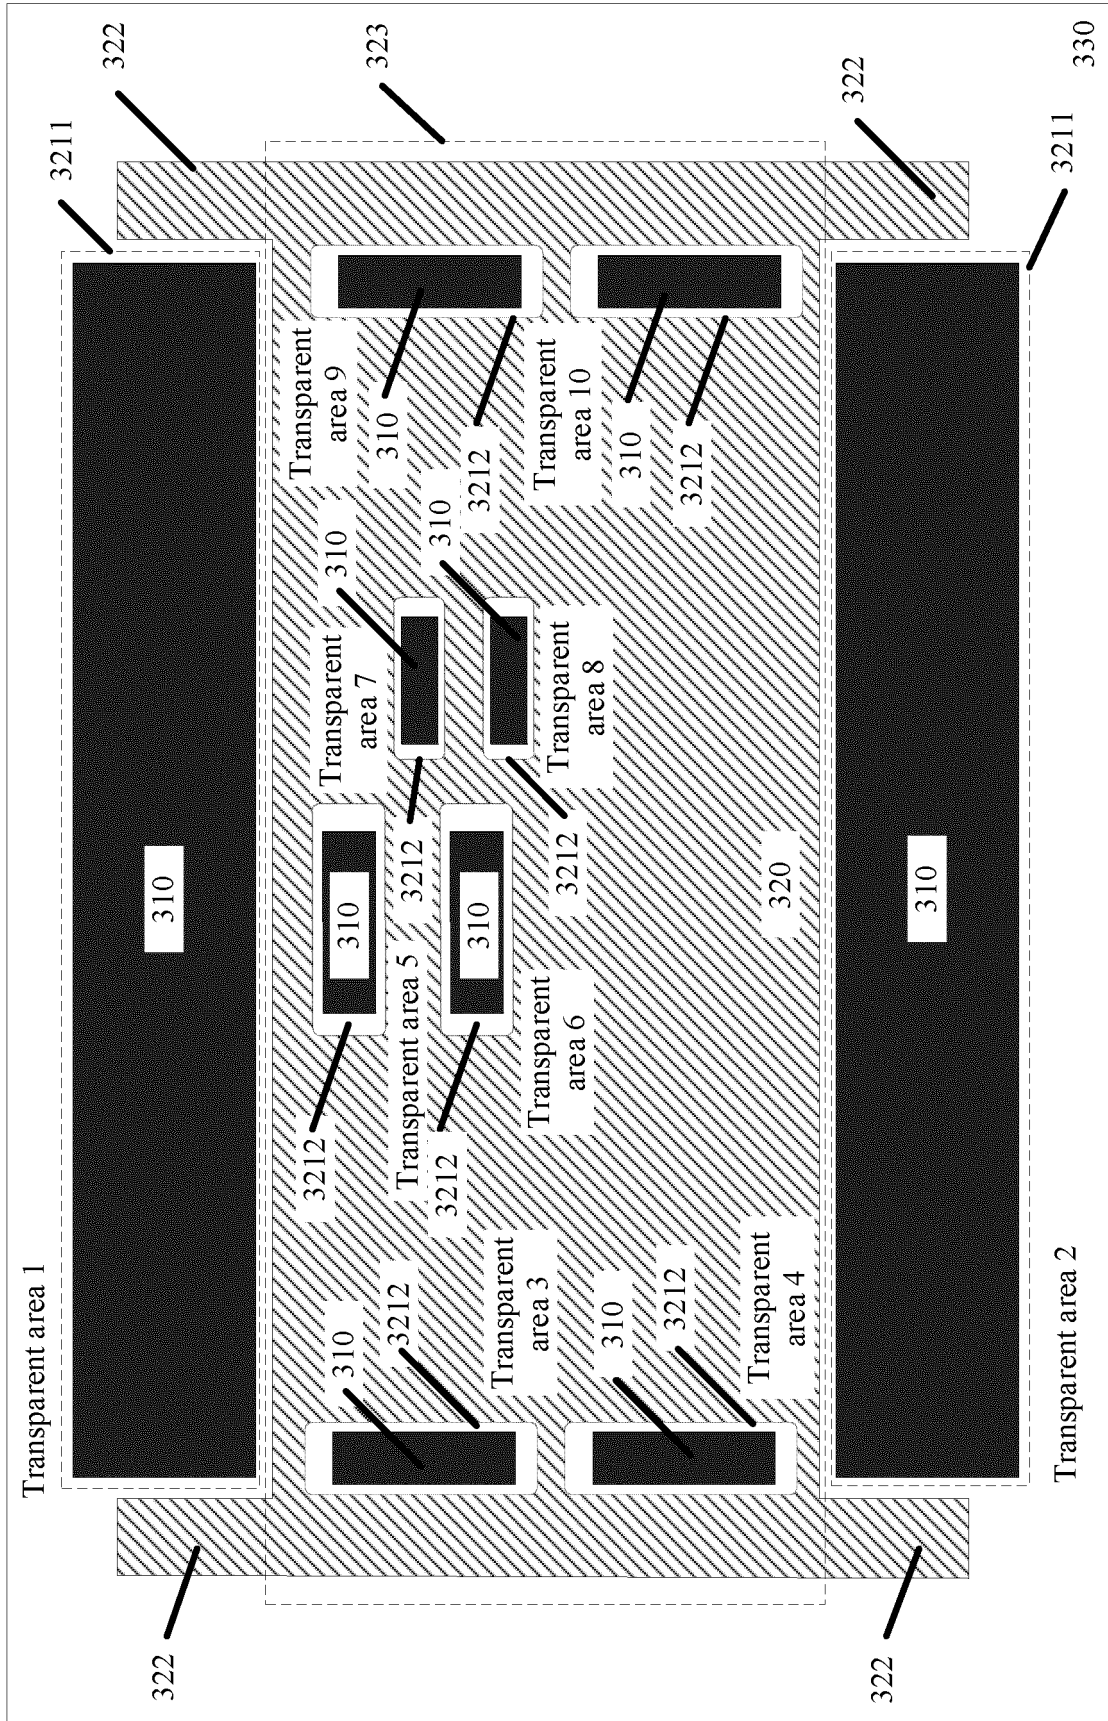 Transparent area 1
3211
322
322
310
3212
Transparent
area 9
310
Transparent
area 7
310
310
323
3212
Transparent area 5
3212
310
3212
310
310
3212
Transparent
area 3
Transparent
area 6
Transparent
area 8
Transparent
area 10
3212
310
310
3212
3212
Transparent
area 4
320
322
322
310
Transparent area 2
3211
330